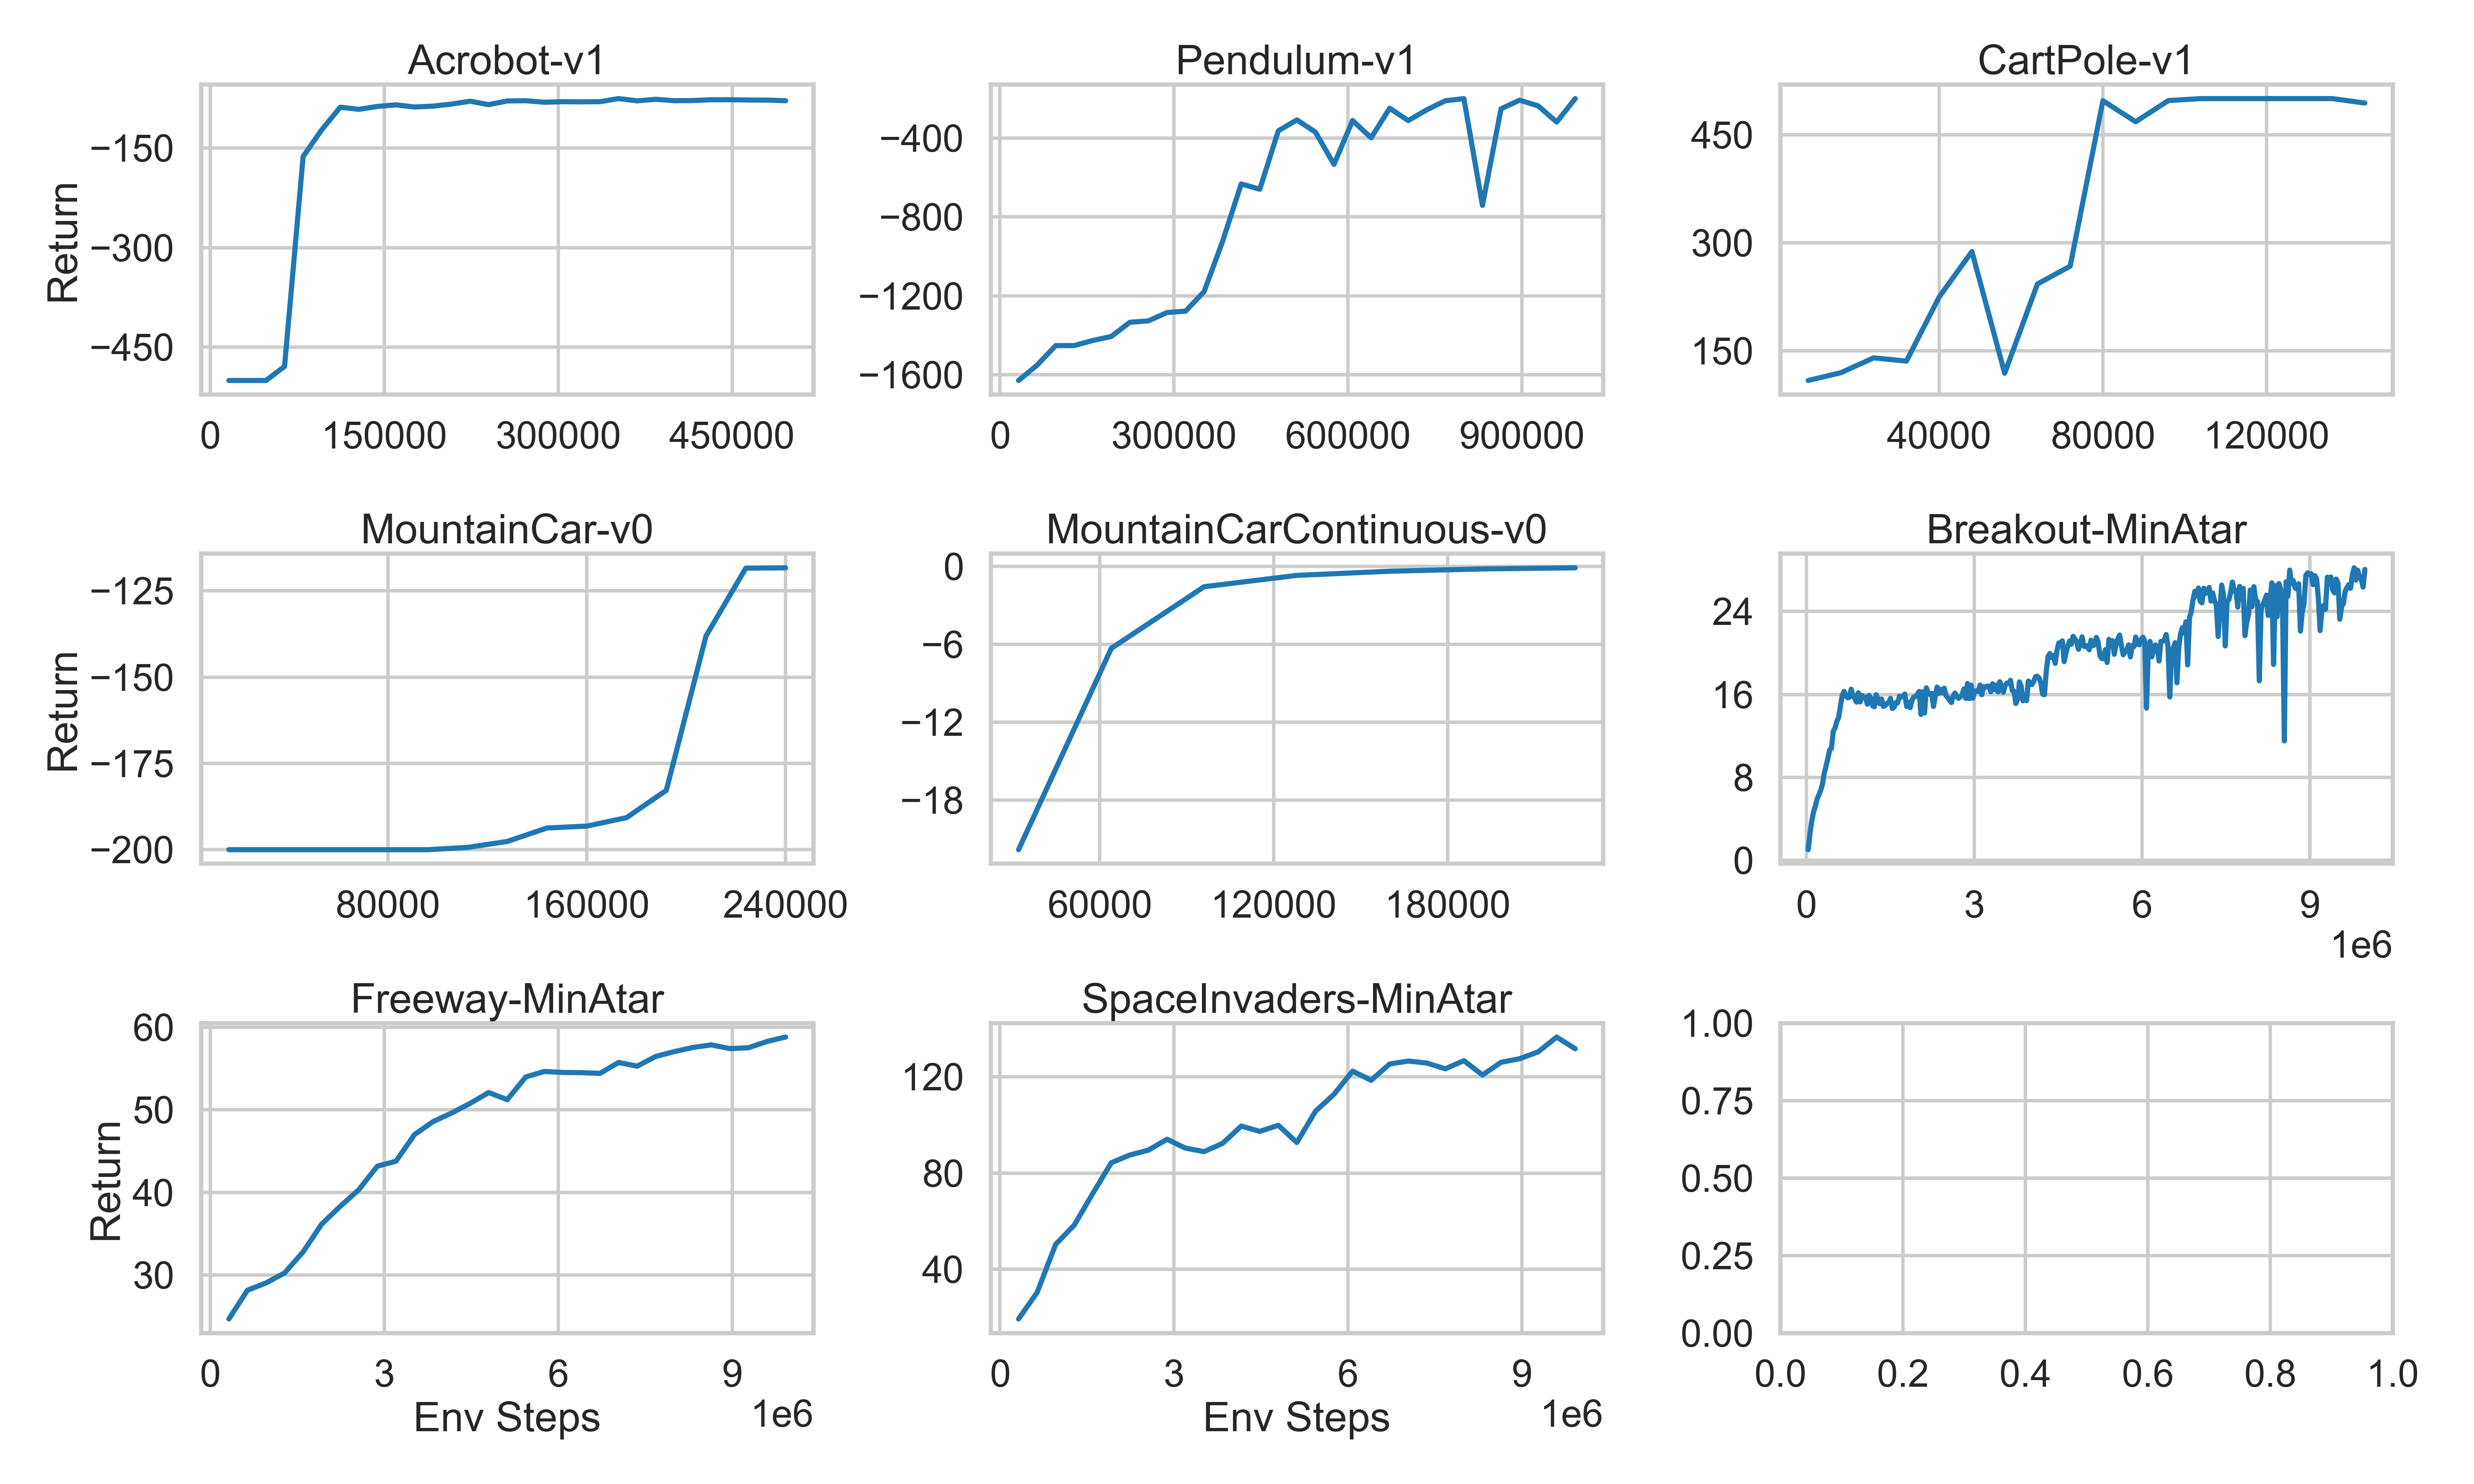 Acrobot-v1
Pendulum-v1
CartPole-v1
Return
−150
−300
−450
0 150000 300000 450000
−400
−800
−1200
−1600
0 300000 600000 900000
450
300
150
40000 80000 120000
MountainCar-v0
MountainCarContinuous-v0
Breakout-MinAtar
Return
−125
−150
−175
−200
80000 160000 240000
0
−6
−12
−18
60000 120000 180000
24
16
8
0
0 3 6 9
1e6
Freeway-MinAtar
SpaceInvaders-MinAtar
Return
60
50
40
30
0 3 6 9
Env Steps
1e6
120
80
40
0 3 6 9
Env Steps
1e6
1.00
0.75
0.50
0.25
0.00
0.0 0.2 0.4 0.6 0.8 1.0